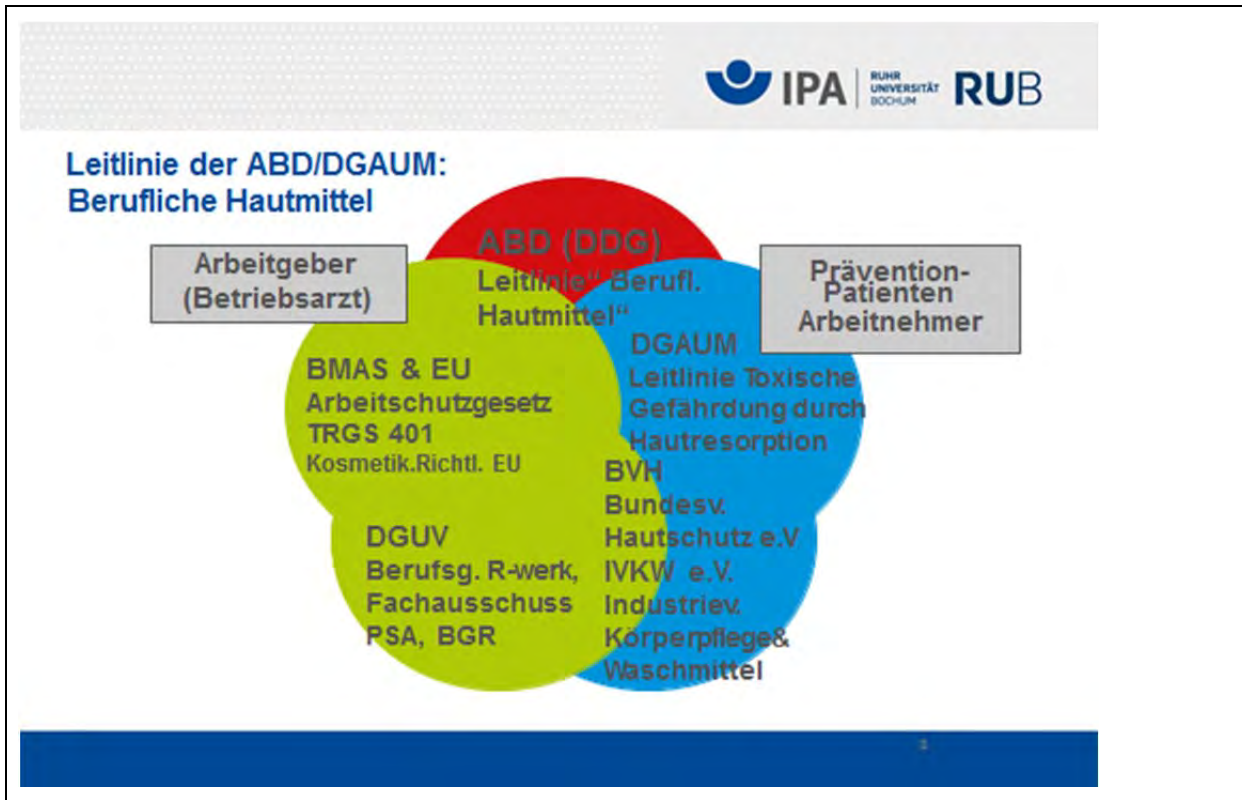 IPA
RUHR
UNIVERSITÄT
BOCHUM
RUB
Leitlinie der ABD/DGAUM:
Berufliche Hautmittel
Arbeitgeber
(Betriebsarzt)
ABD (DDG)
Leitlinie“ Berufl.
Hautmittel“
Prävention-
Patienten
Arbeitnehmer
BMAS & EU
Arbeitschutzgesetz
TRGS 401
Kosmetik.Richtl. EU
DGAUM
Leitlinie Toxische
Gefährdung durch
Hautresorption
DGUV
Berufsg. R-werk,
Fachausschuss
PSA, BGR
BVH
Bundesv.
Hautschutz e.V
IVKW e.V.
Industriev.
Körperpflege&
Waschmittel